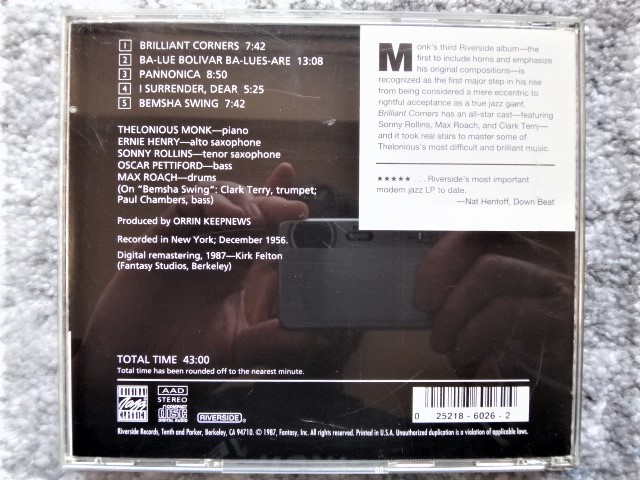 1 BRILLIANT CORNERS 7:42
2 BA-LUE BOLIVAR BA-LUES-ARE 13:08
3 PANNONICA 8:50
4 I SURRENDER, DEAR 5:25
5 BEMSHA SWING 7:42
THELONIOUS MONK—piano
ERNIE HENRY—alto saxophone
SONNY ROLLINS—tenor saxophone
OSCAR PETTIFORD—bass
MAX ROACH—drums
(On "Bemsha Swing": Clark Terry, trumpet;
Paul Chambers, bass)
Produced by ORRIN KEEPNEWS
Recorded in New York; December 1956.
Digital remastering, 1987—Kirk Felton
(Fantasy Studios, Berkeley)
Monk's third Riverside album—the
first to include horns and emphasize
his original compositions—is
recognized as the first major step in his rise
from being considered a mere eccentric to
rightful acceptance as a true jazz giant.
Brilliant Corners has an all-star cast—featuring
Sonny Rollins, Max Roach, and Clark Terry—
and it took real stars to master some of
Thelonious's most difficult and brilliant music.
★★★★★ . . . Riverside's most important
modern jazz LP to date.
—Nat Hentoff, Down Beat
TOTAL TIME 43:00
Total time has been rounded off to the nearest minute.
ORIGINAL
Jazz
CLASSICS
AAD
STEREO
COMPACT
disc
DIGITAL AUDIO
RIVERSIDE®
0 25218-6026-2
Riverside Records, Tenth and Parker, Berkeley, CA 94710. © 1987, Fantasy, Inc. All rights reserved. Printed in U.S.A. Unauthorized duplication is a violation of applicable laws.